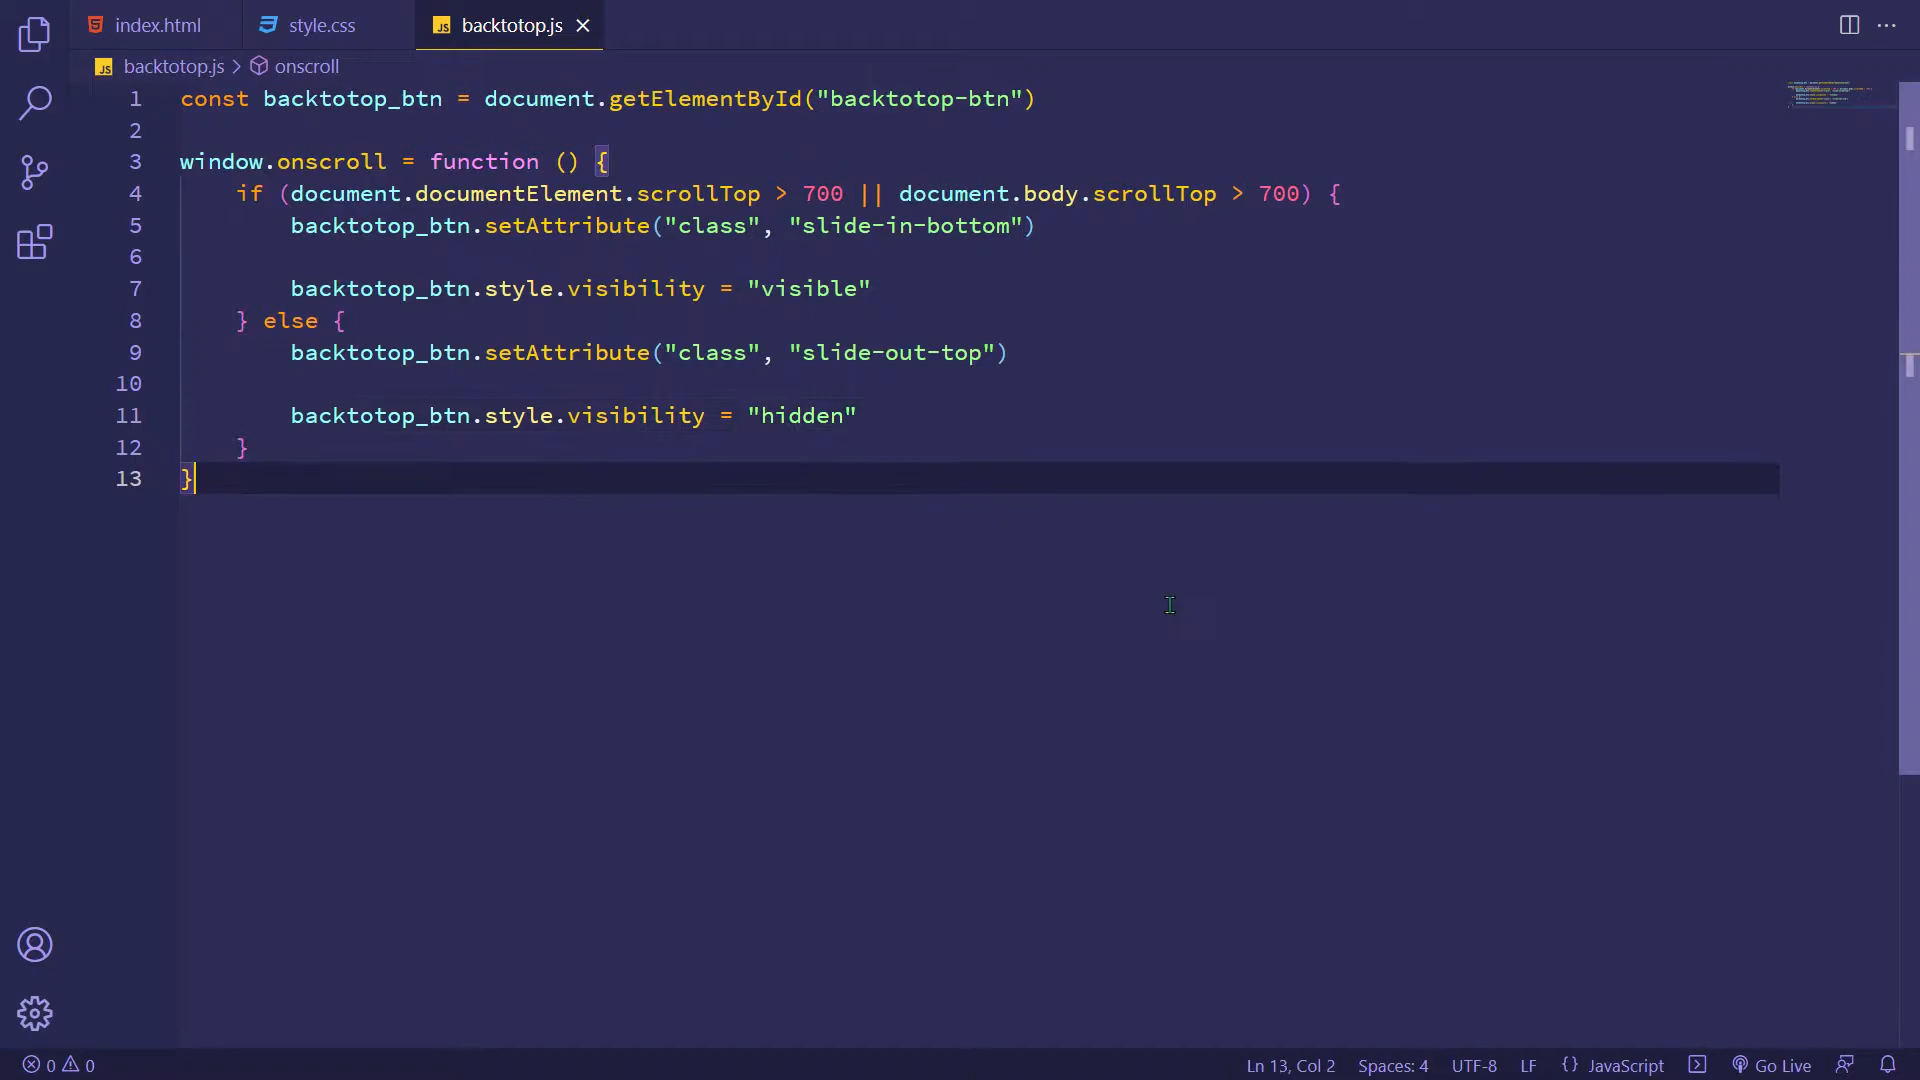 index.html style.css backtotop.js
backtotop.js > onscroll
1 const backtotop_btn = document.getElementById("backtotop-btn")
2
3 window.onscroll = function () {
4     if (document.documentElement.scrollTop > 700 || document.body.scrollTop > 700) {
5         backtotop_btn.setAttribute("class", "slide-in-bottom")
6
7         backtotop_btn.style.visibility = "visible"
8     } else {
9         backtotop_btn.setAttribute("class", "slide-out-top")
10
11         backtotop_btn.style.visibility = "hidden"
12     }
13 }
0 0 Ln 13, Col 2 Spaces: 4 UTF-8 LF {} JavaScript Go Live